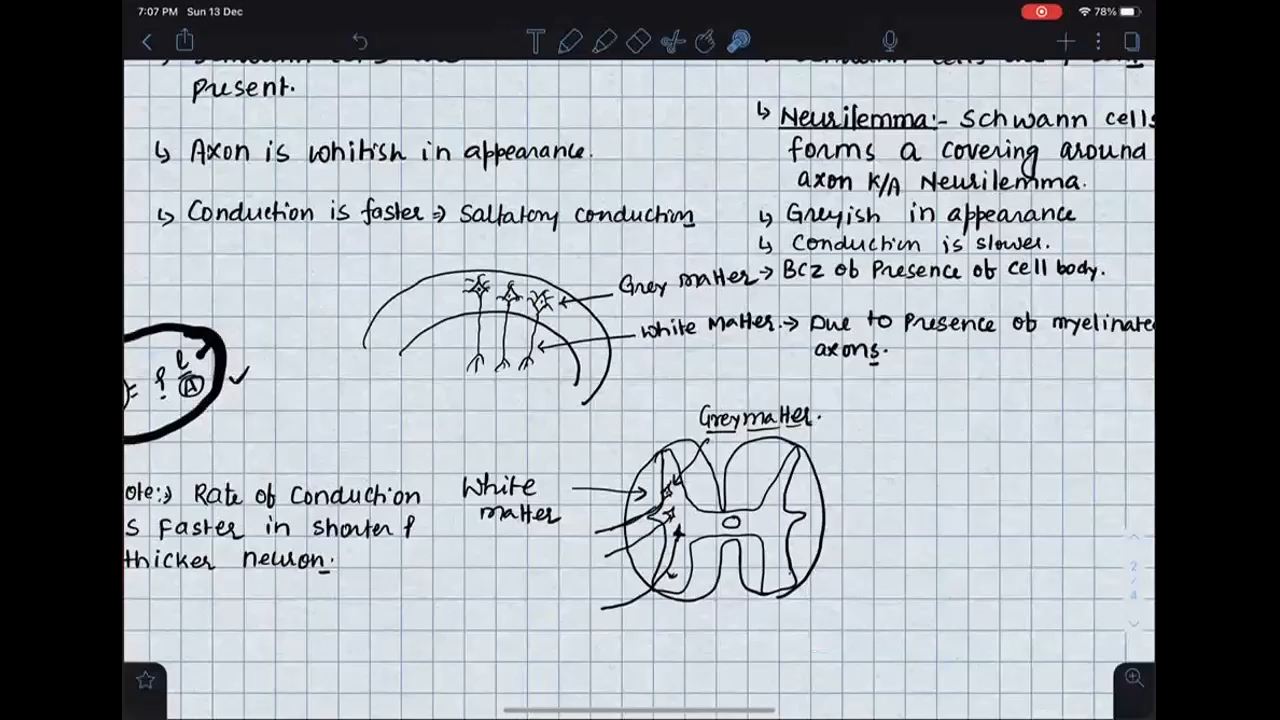 7:07 PM Sun 13 Dec
78%
present.
↳ Axon is whitish in appearance.
↳ Conduction is faster ⇒ Saltatory conduction
↳ Neurilemma:- Schwann cells
forms a covering around
axon K/A Neurilemma.
↳ Greyish in appearance
↳ Conduction is slower.
Grey matter → Bcz of Presence of cell body.
White Matter. → Due to Presence of myelinate
axons.
= ρ l
A
ote:⇒ Rate of Conduction
s Faster in shorter &
thicker neuron.
Grey matter.
White
matter
2
/
4